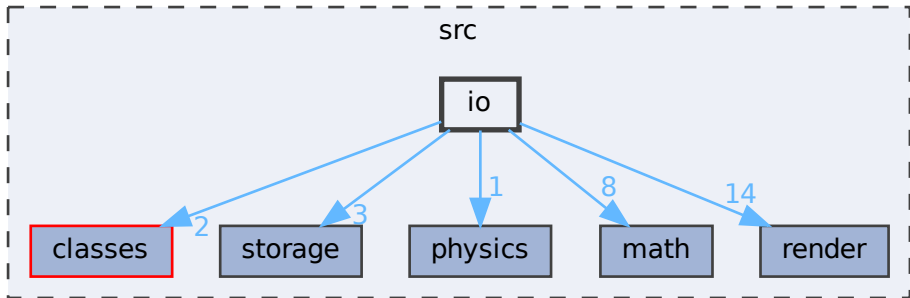 src
io
2
3
1
8
14
classes
storage
physics
math
render